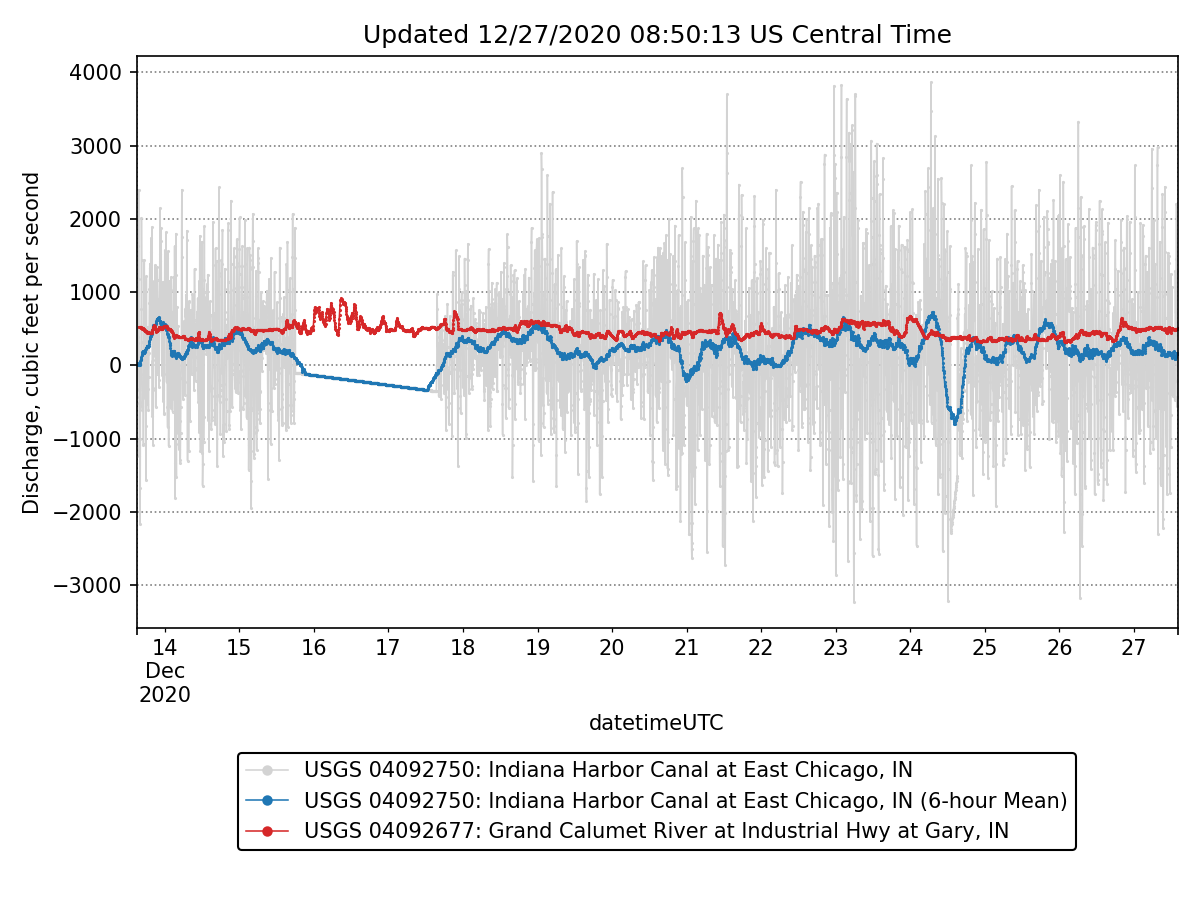 Updated 12/27/2020 08:50:13 US Central Time
Discharge, cubic feet per second
4000
3000
2000
1000
0
−1000
−2000
−3000
14 15 16 17 18 19 20 21 22 23 24 25 26 27
Dec
2020
datetimeUTC
USGS 04092750: Indiana Harbor Canal at East Chicago, IN
USGS 04092750: Indiana Harbor Canal at East Chicago, IN (6-hour Mean)
USGS 04092677: Grand Calumet River at Industrial Hwy at Gary, IN